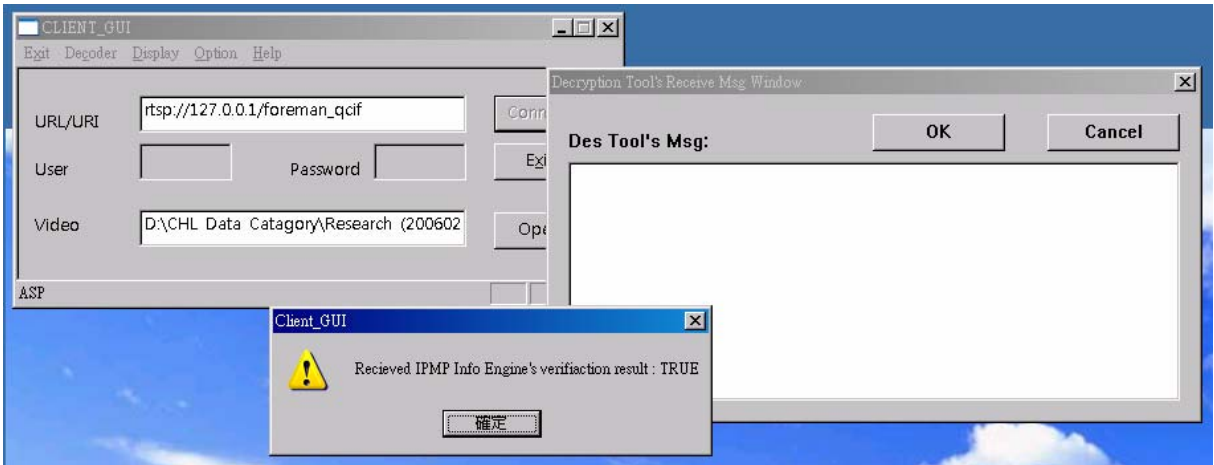 CLIENT_GUI
Exit Decoder Display Option Help
URL/URI rtsp://127.0.0.1/foreman_qcif
User Password
Video D:\CHL Data Catagory\Research (200602
ASP
Decryption Tool's Receive Msg Window
Des Tool's Msg: OK Cancel
Client_GUI
Recieved IPMP Info Engine's verifiaction result : TRUE
確定